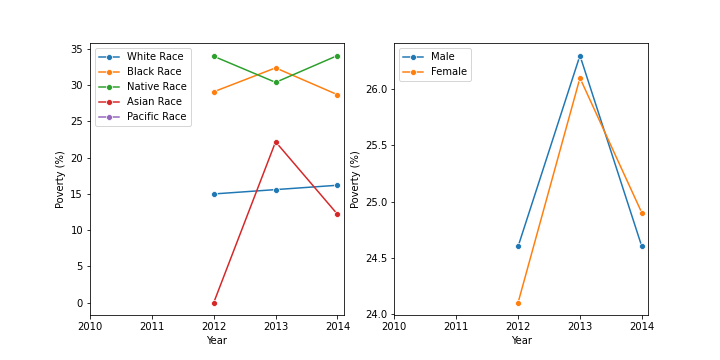 35
30
25
20
15
10
5
0
Poverty (%)
2010 2011 2012 2013 2014
Year
White Race
Black Race
Native Race
Asian Race
Pacific Race
26.0
25.5
25.0
24.5
24.0
Poverty (%)
2010 2011 2012 2013 2014
Year
Male
Female